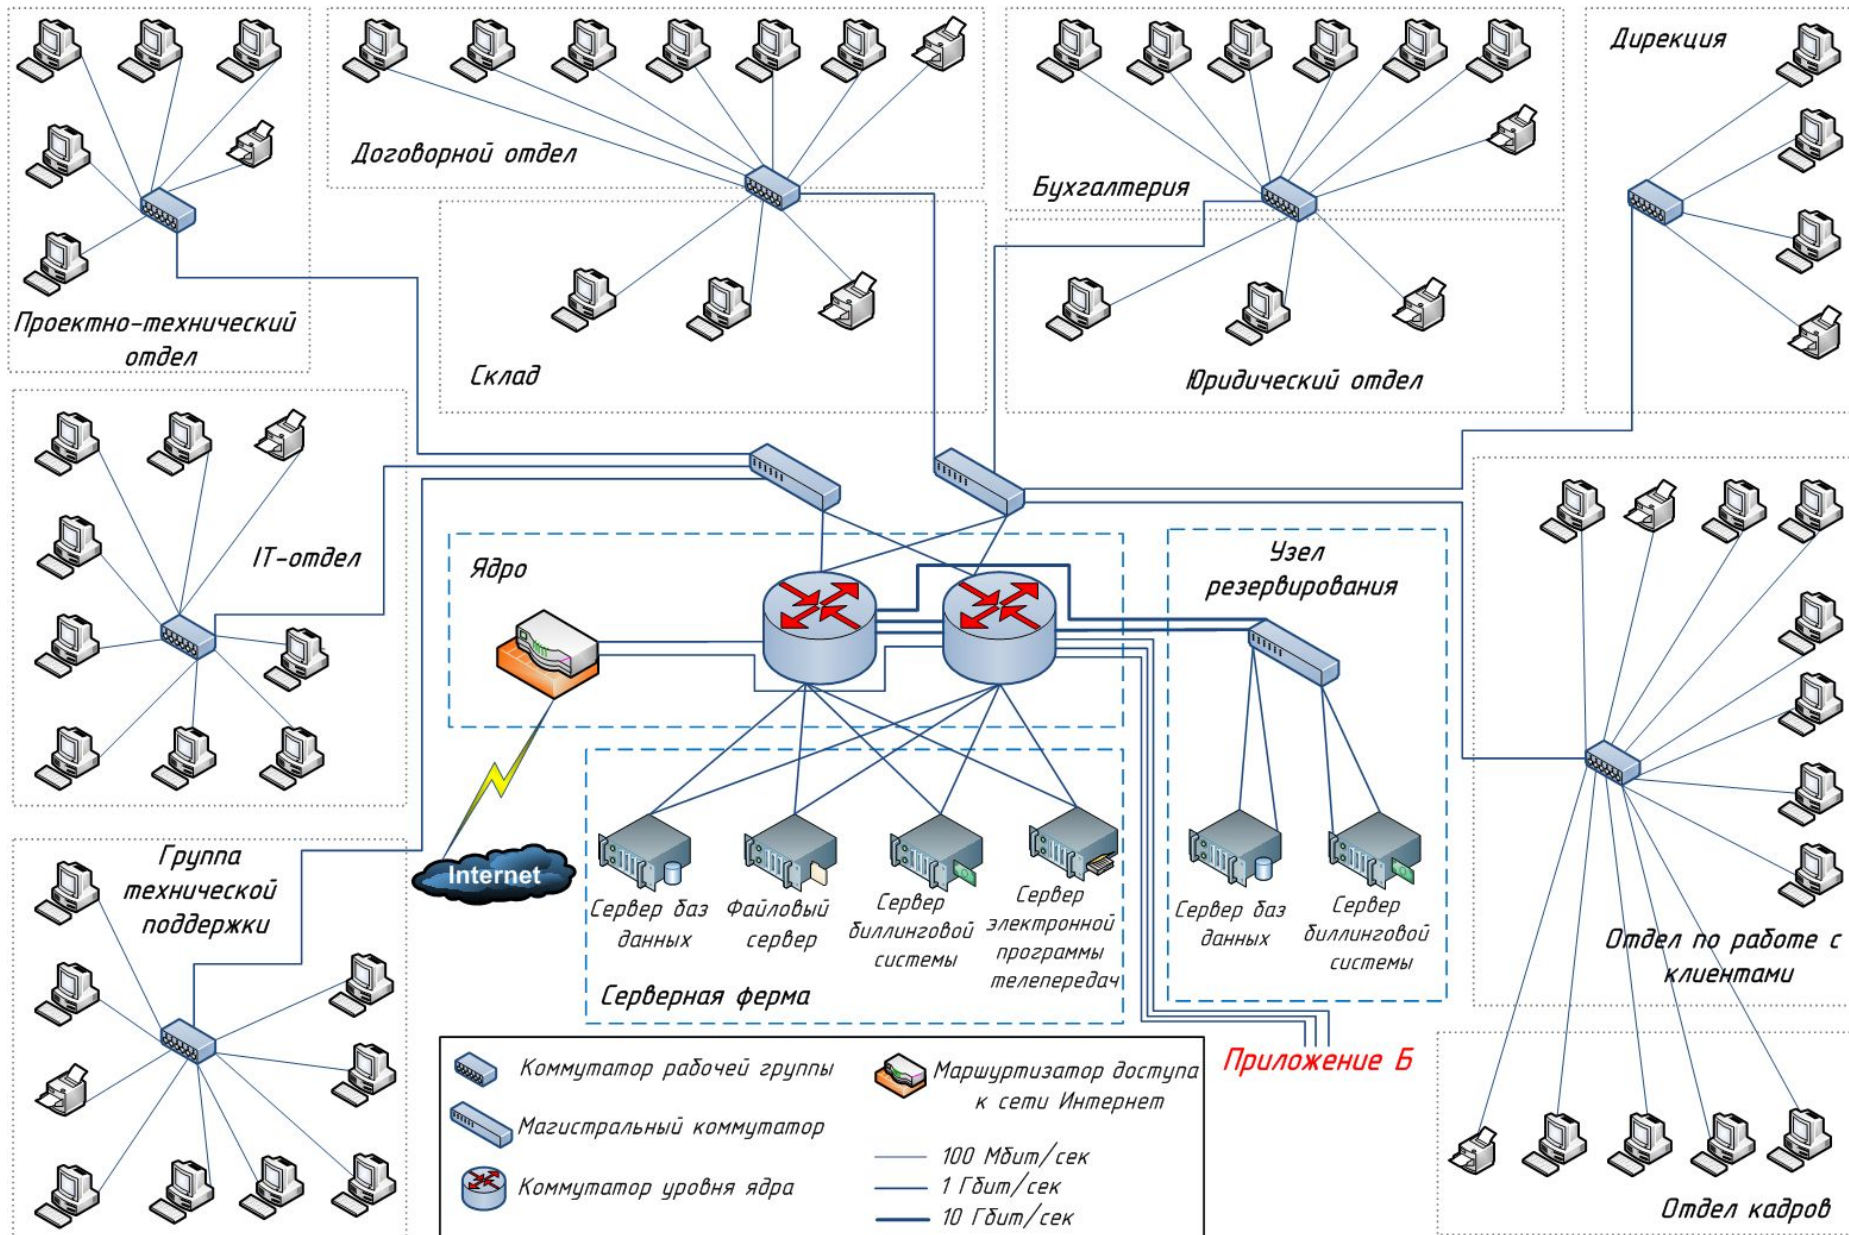 Дирекция
Договорной отдел
Бухгалтерия
Проектно-технический
отдел
Склад
Юридический отдел
IT-отдел
Ядро
Узел
резервирования
Группа
технической
поддержки
Internet
Сервер баз
данных
Файловый
сервер
Сервер
биллинговой
системы
Сервер
электронной
программы
телепередач
Серверная ферма
Сервер баз
данных
Сервер
биллинговой
системы
Отдел по работе с
клиентами
Приложение Б
Отдел кадров
Коммутатор рабочей группы
Магистральный коммутатор
Коммутатор уровня ядра
Маршуртизатор доступа
к сети Интернет
100 Мбит/сек
1 Гбит/сек
10 Гбит/сек